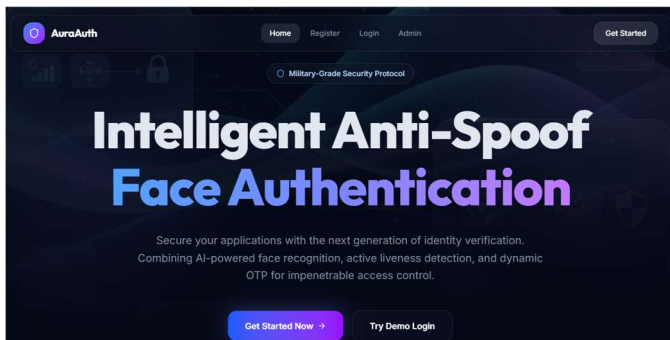 AuraAuth
Home Register Login Admin
Get Started
Military-Grade Security Protocol
Intelligent Anti-Spoof
Face Authentication
Secure your applications with the next generation of identity verification.
Combining AI-powered face recognition, active liveness detection, and dynamic
OTP for impenetrable access control.
Get Started Now →
Try Demo Login